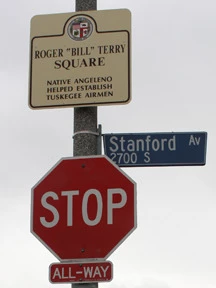 ROGER "BILL" TERRY
SQUARE
NATIVE ANGELENO
HELPED ESTABLISH
TUSKEGEE AIRMEN
Stanford Av
2700 S
STOP
ALL-WAY